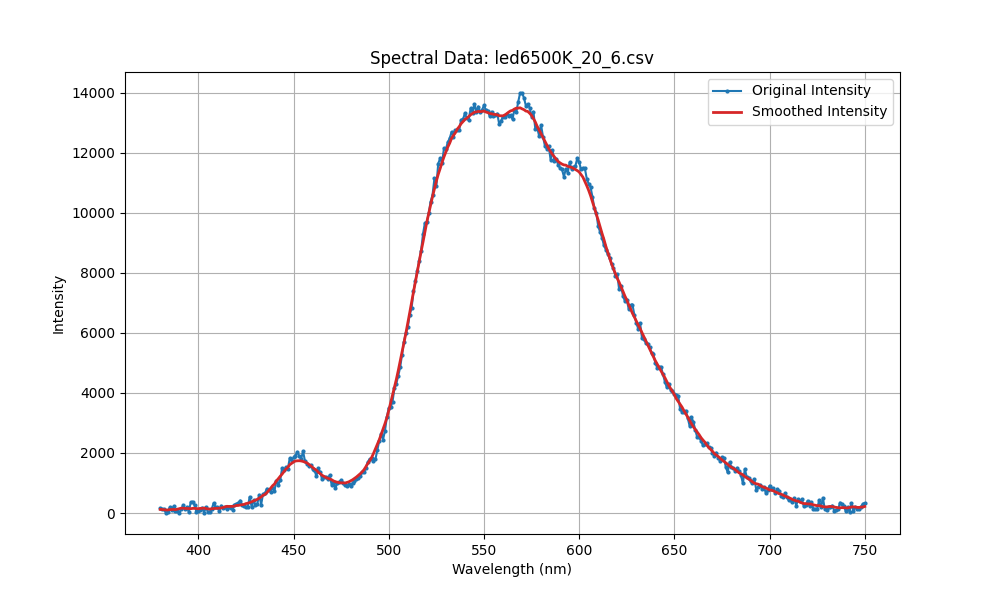 Spectral Data: led6500K_20_6.csv
Original Intensity
Smoothed Intensity
14000
12000
10000
8000
6000
4000
2000
0
Intensity
400 450 500 550 600 650 700 750
Wavelength (nm)